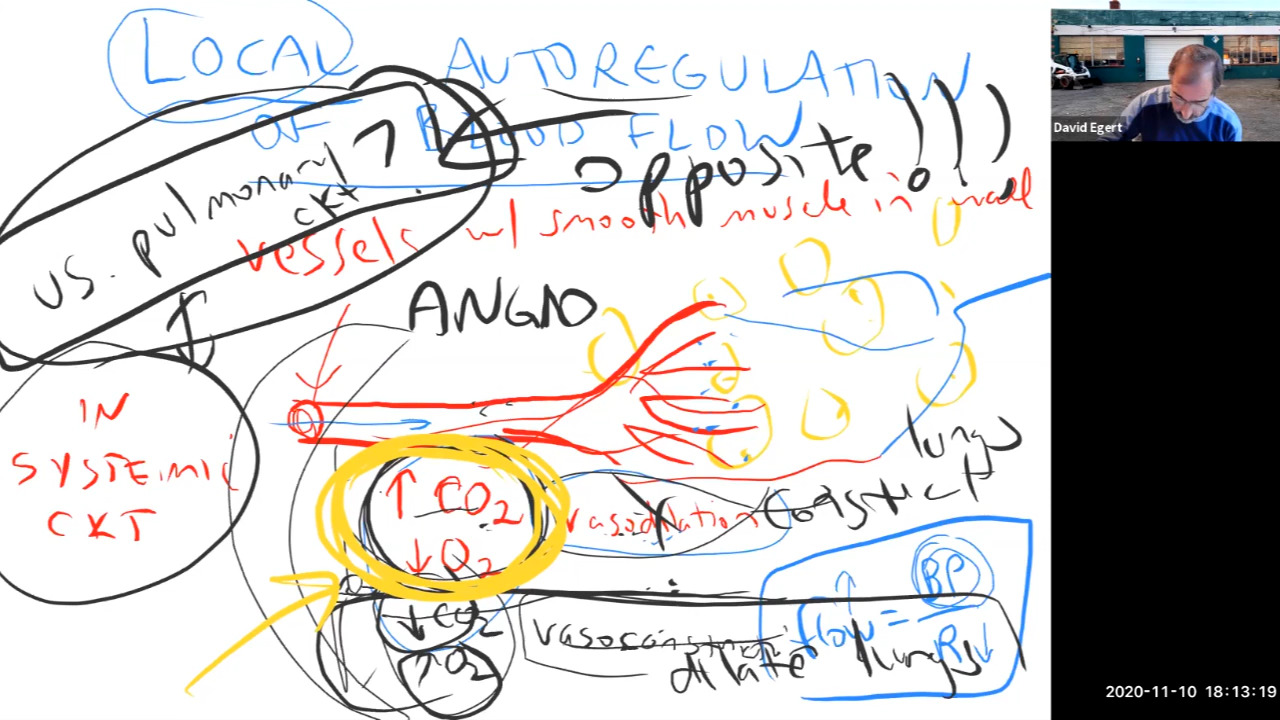 LOCAL AUTOREGULATION
OF BLOOD FLOW
vs. pulmonary
CKT
?
opposite!!!
vessels w/ smooth muscle in wall
ANGIO
IN
SYSTEMIC
CKT
lungs
↑ CO2
↓ O2
vasodilation
Constrict
↓ CO2
↑ O2
vasoconstriction
dilate lungs
↑
flow = BP
R↓
David Egert
2020-11-10 18:13:19